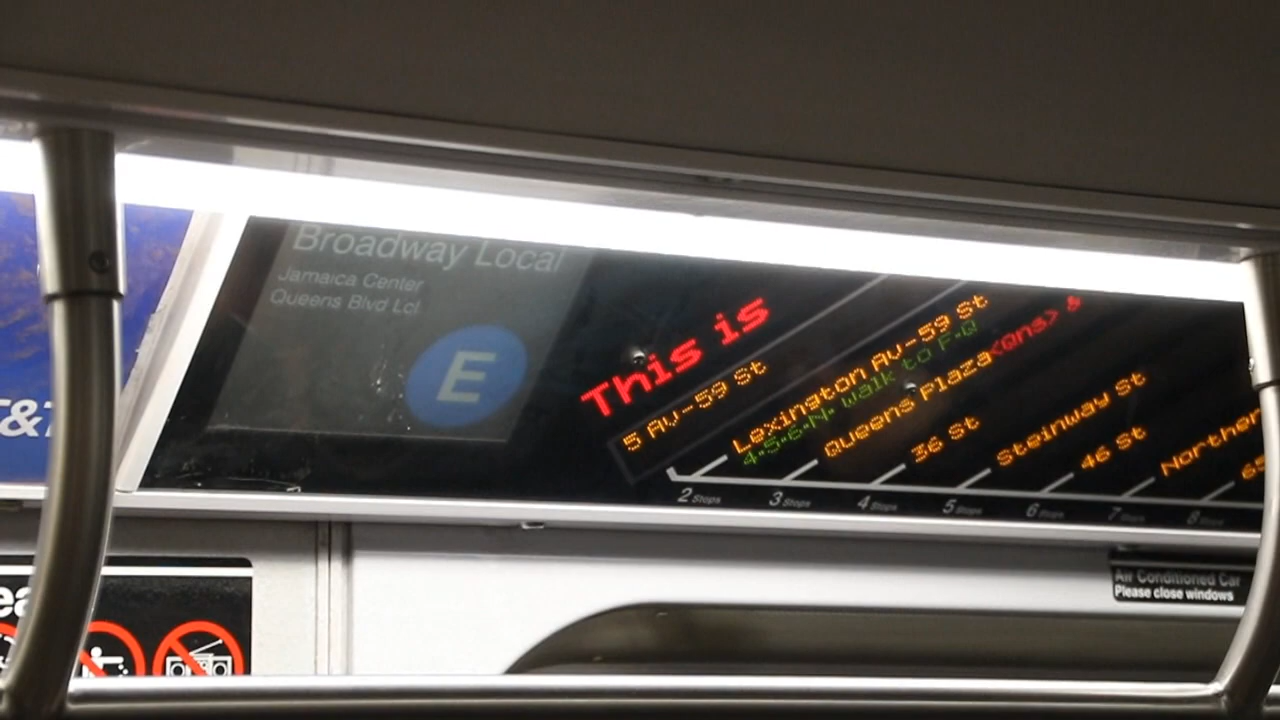 Broadway Local
Jamaica Center
Queens Blvd Lcl
E
This is
5 AV-59 St
Lexington AV-59 St
4·5·6·N· walk to F·Q
Queens Plaza<Qns>
36 St
Steinway St
46 St
Northern
65
2 Stops
3 Stops
4 Stops
5 Stops
6 Stops
7 Stops
8 Stops
Air Conditioned Car
Please close windows